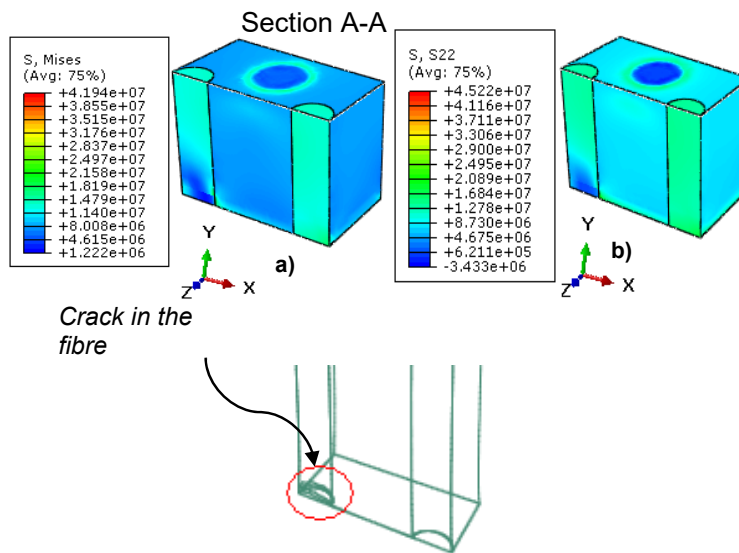 Section A-A
S, Mises
(Avg: 75%)
+4.194e+07
+3.855e+07
+3.515e+07
+3.176e+07
+2.837e+07
+2.497e+07
+2.158e+07
+1.819e+07
+1.479e+07
+1.140e+07
+8.008e+06
+4.615e+06
+1.222e+06
Y
Z
X
a)
S, S22
(Avg: 75%)
+4.522e+07
+4.116e+07
+3.711e+07
+3.306e+07
+2.900e+07
+2.495e+07
+2.089e+07
+1.684e+07
+1.278e+07
+8.730e+06
+4.675e+06
+6.211e+05
-3.433e+06
Y
Z
X
b)
Crack in the
fibre